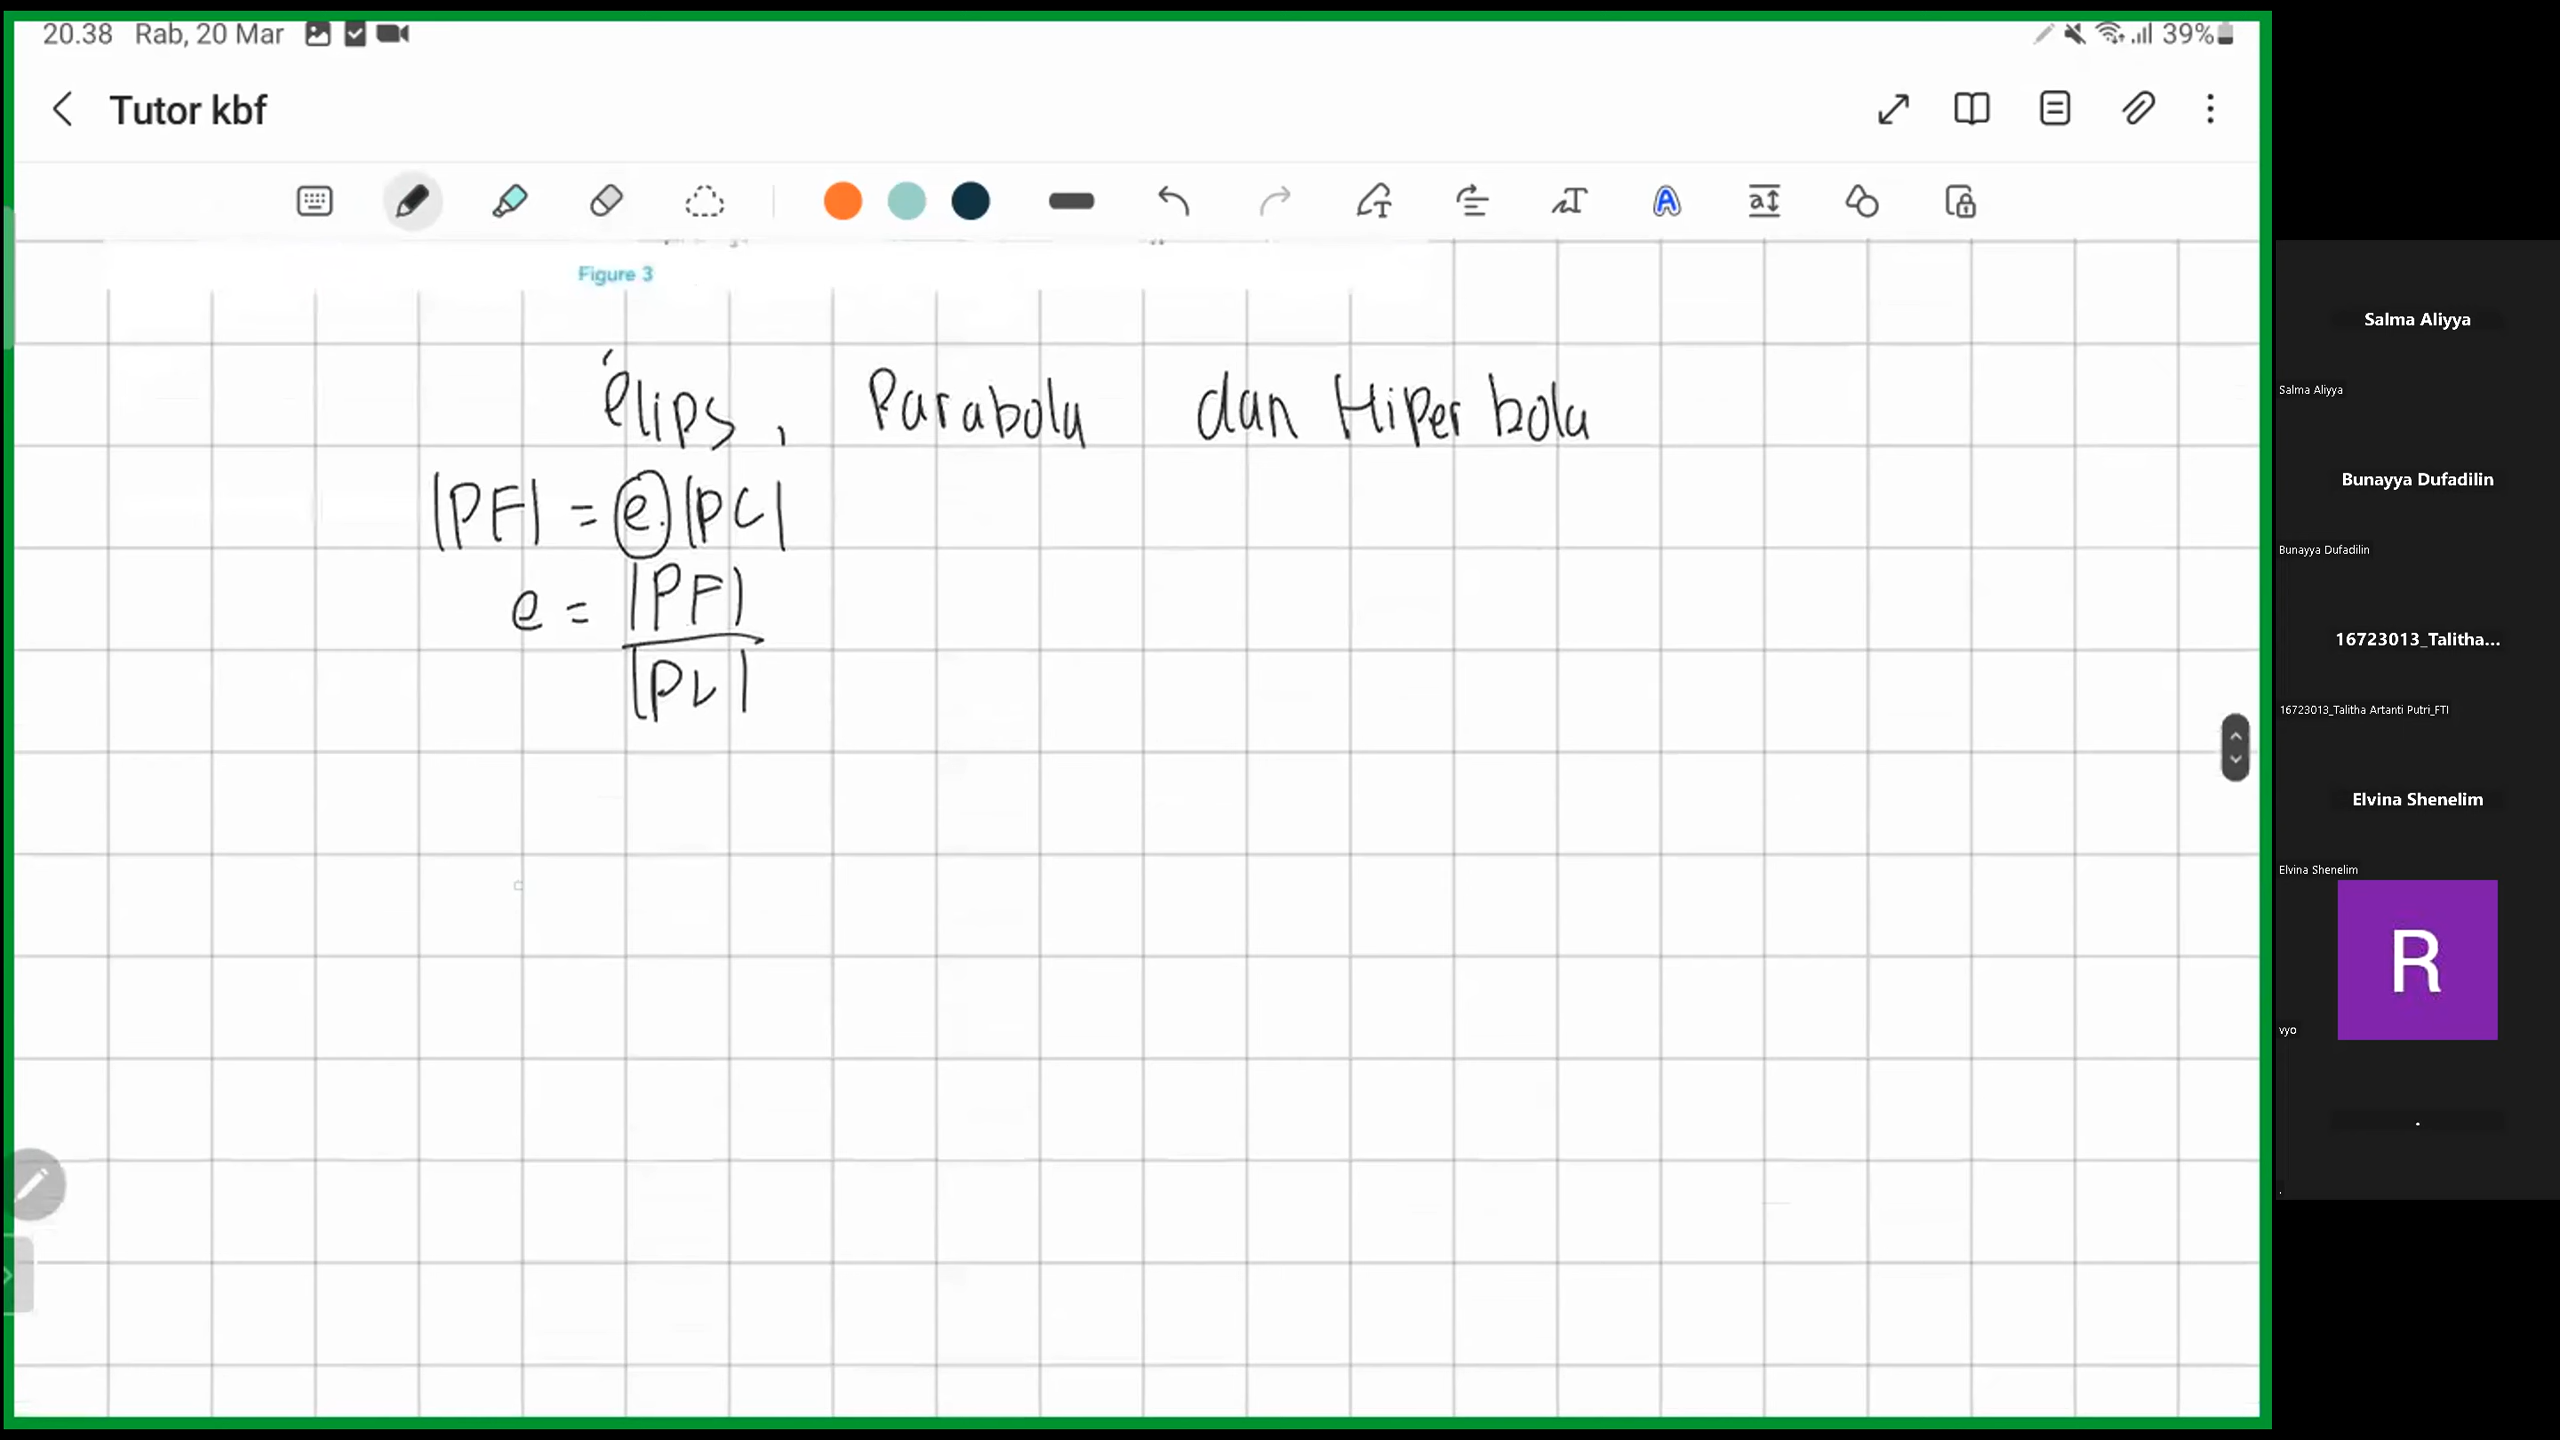 20.38 Rab, 20 Mar
39%
Tutor kbf
Figure 3
elips, Parabola dan Hiperbola
|PF| = e.|PL|
e = |PF|
|PL|
Salma Aliyya
Salma Aliyya
Bunayya Dufadilin
Bunayya Dufadilin
16723013_Talitha...
16723013_Talitha Artanti Putri_FTI
Elvina Shenelim
Elvina Shenelim
R
vyo
.
.